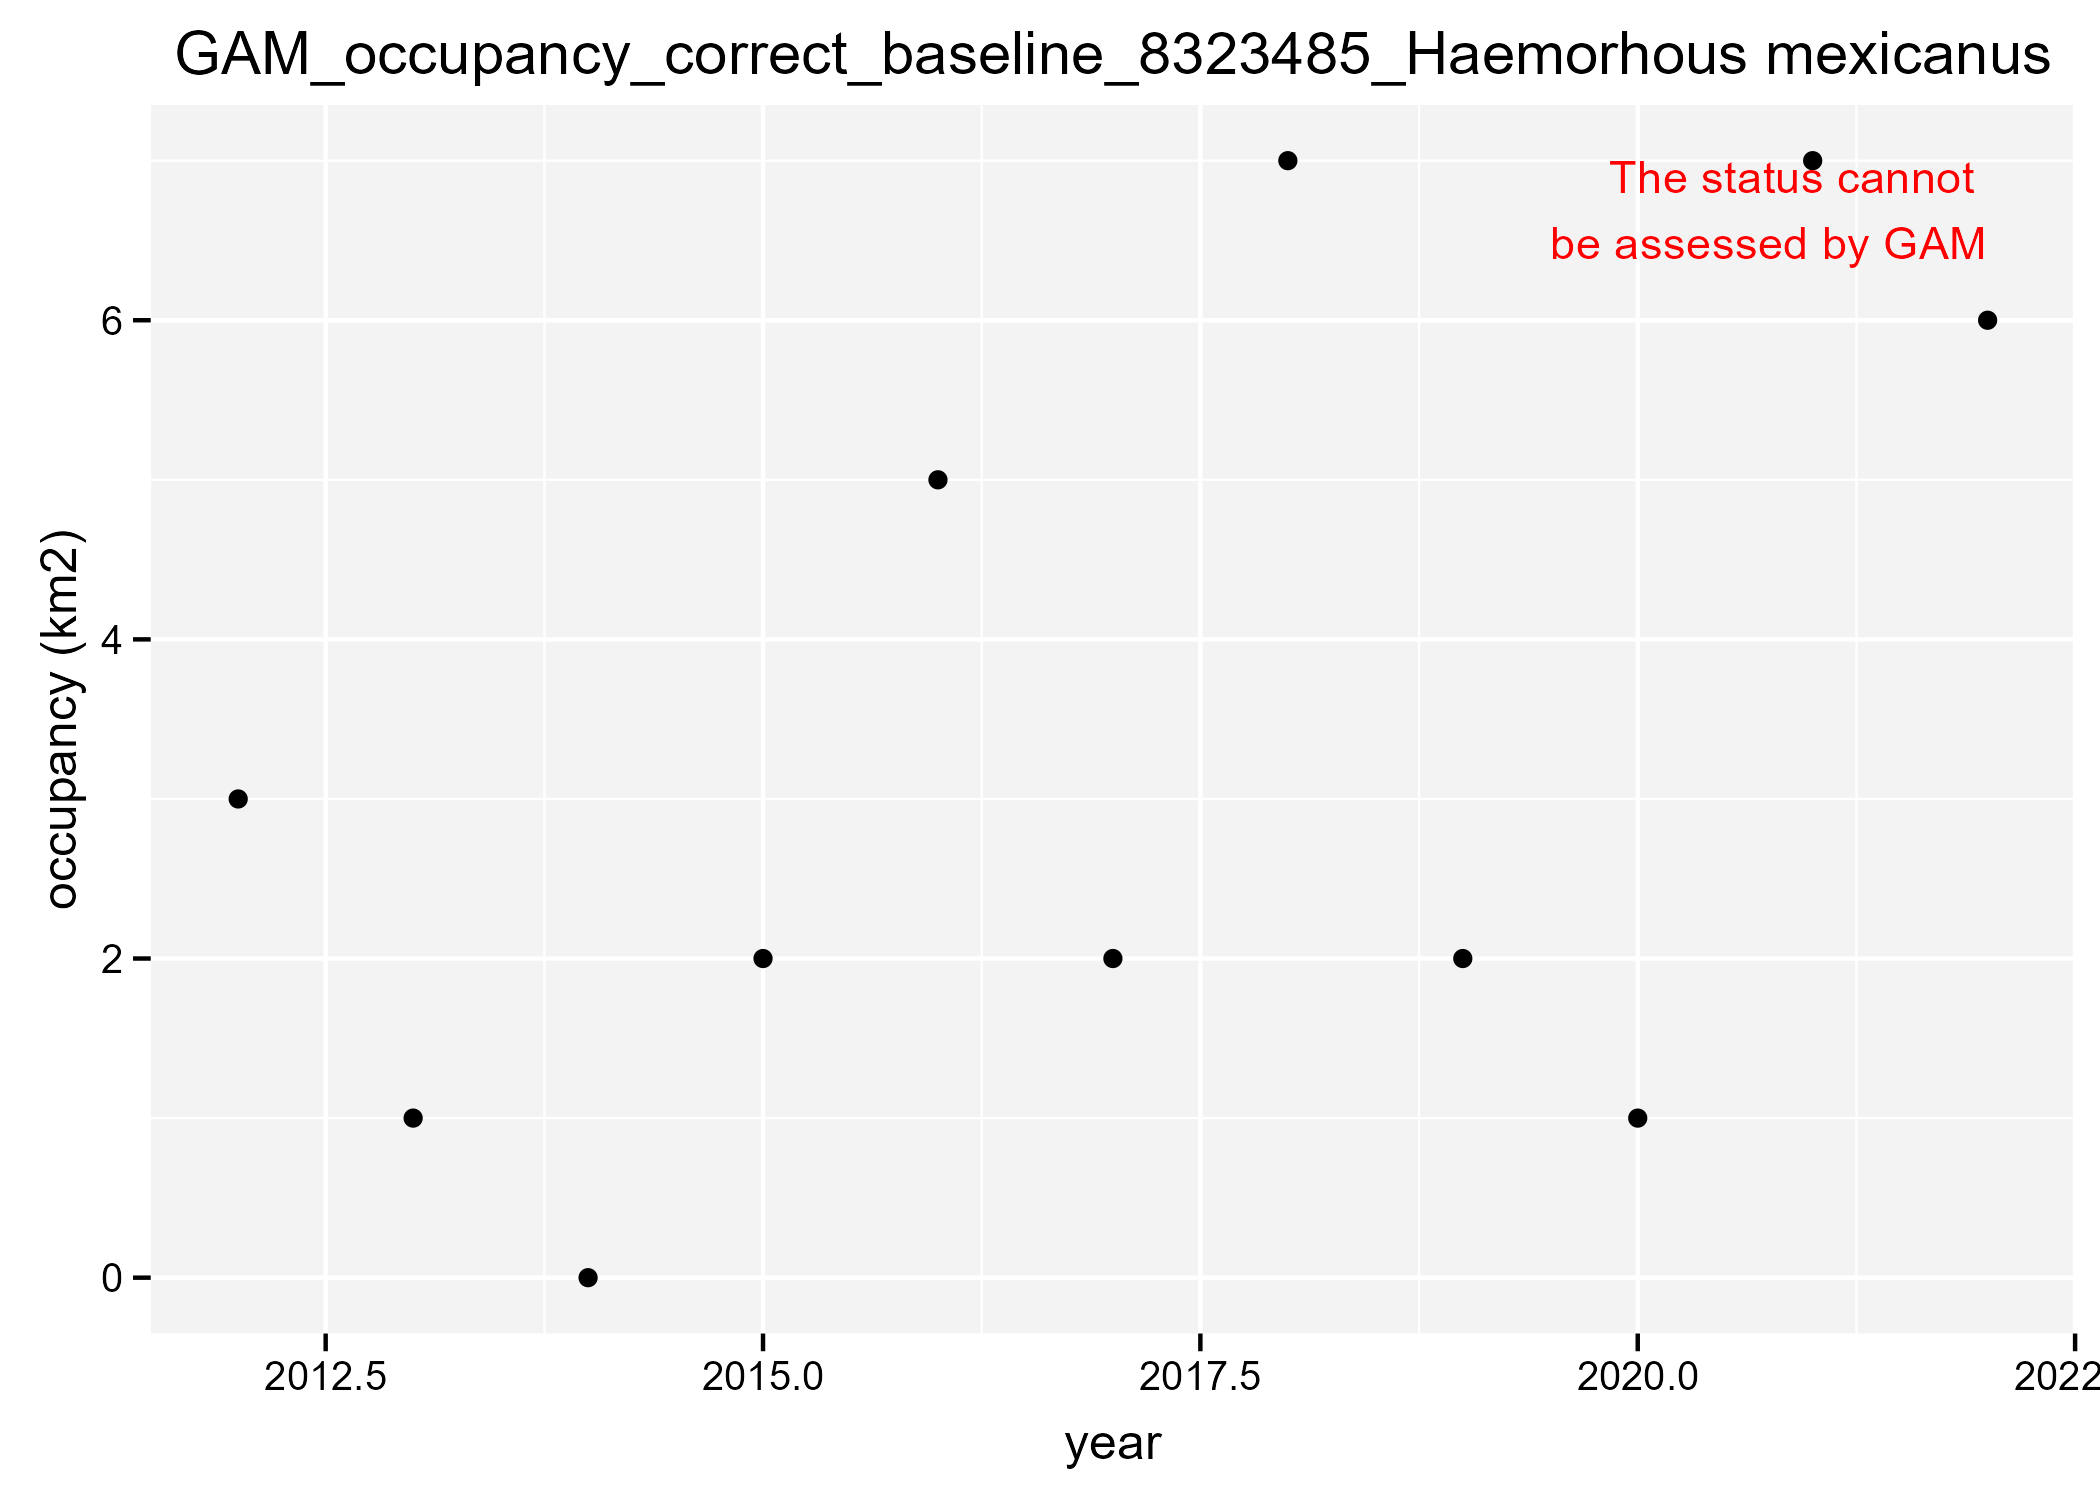 GAM_occupancy_correct_baseline_8323485_Haemorhous mexicanus
The status cannot
be assessed by GAM
occupancy (km2)
6
4
2
0
2012.5
2015.0
2017.5
2020.0
2022
year